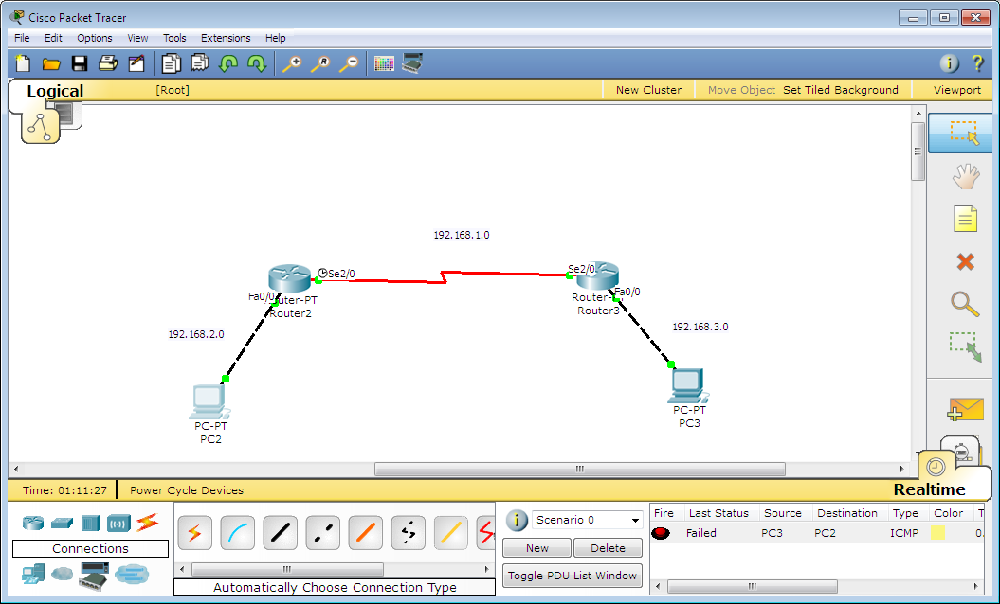 Cisco Packet Tracer
File Edit Options View Tools Extensions Help
Logical [Root] New Cluster Move Object Set Tiled Background Viewport
192.168.1.0
Se2/0
Se2/0
Fa0/0
Router2
Fa0/0
Router3
192.168.2.0
192.168.3.0
PC-PT
PC2
PC-PT
PC3
Time: 01:11:27 Power Cycle Devices
Realtime
Connections
Automatically Choose Connection Type
Scenario 0
New Delete
Toggle PDU List Window
Fire Last Status Source Destination Type Color
Failed PC3 PC2 ICMP